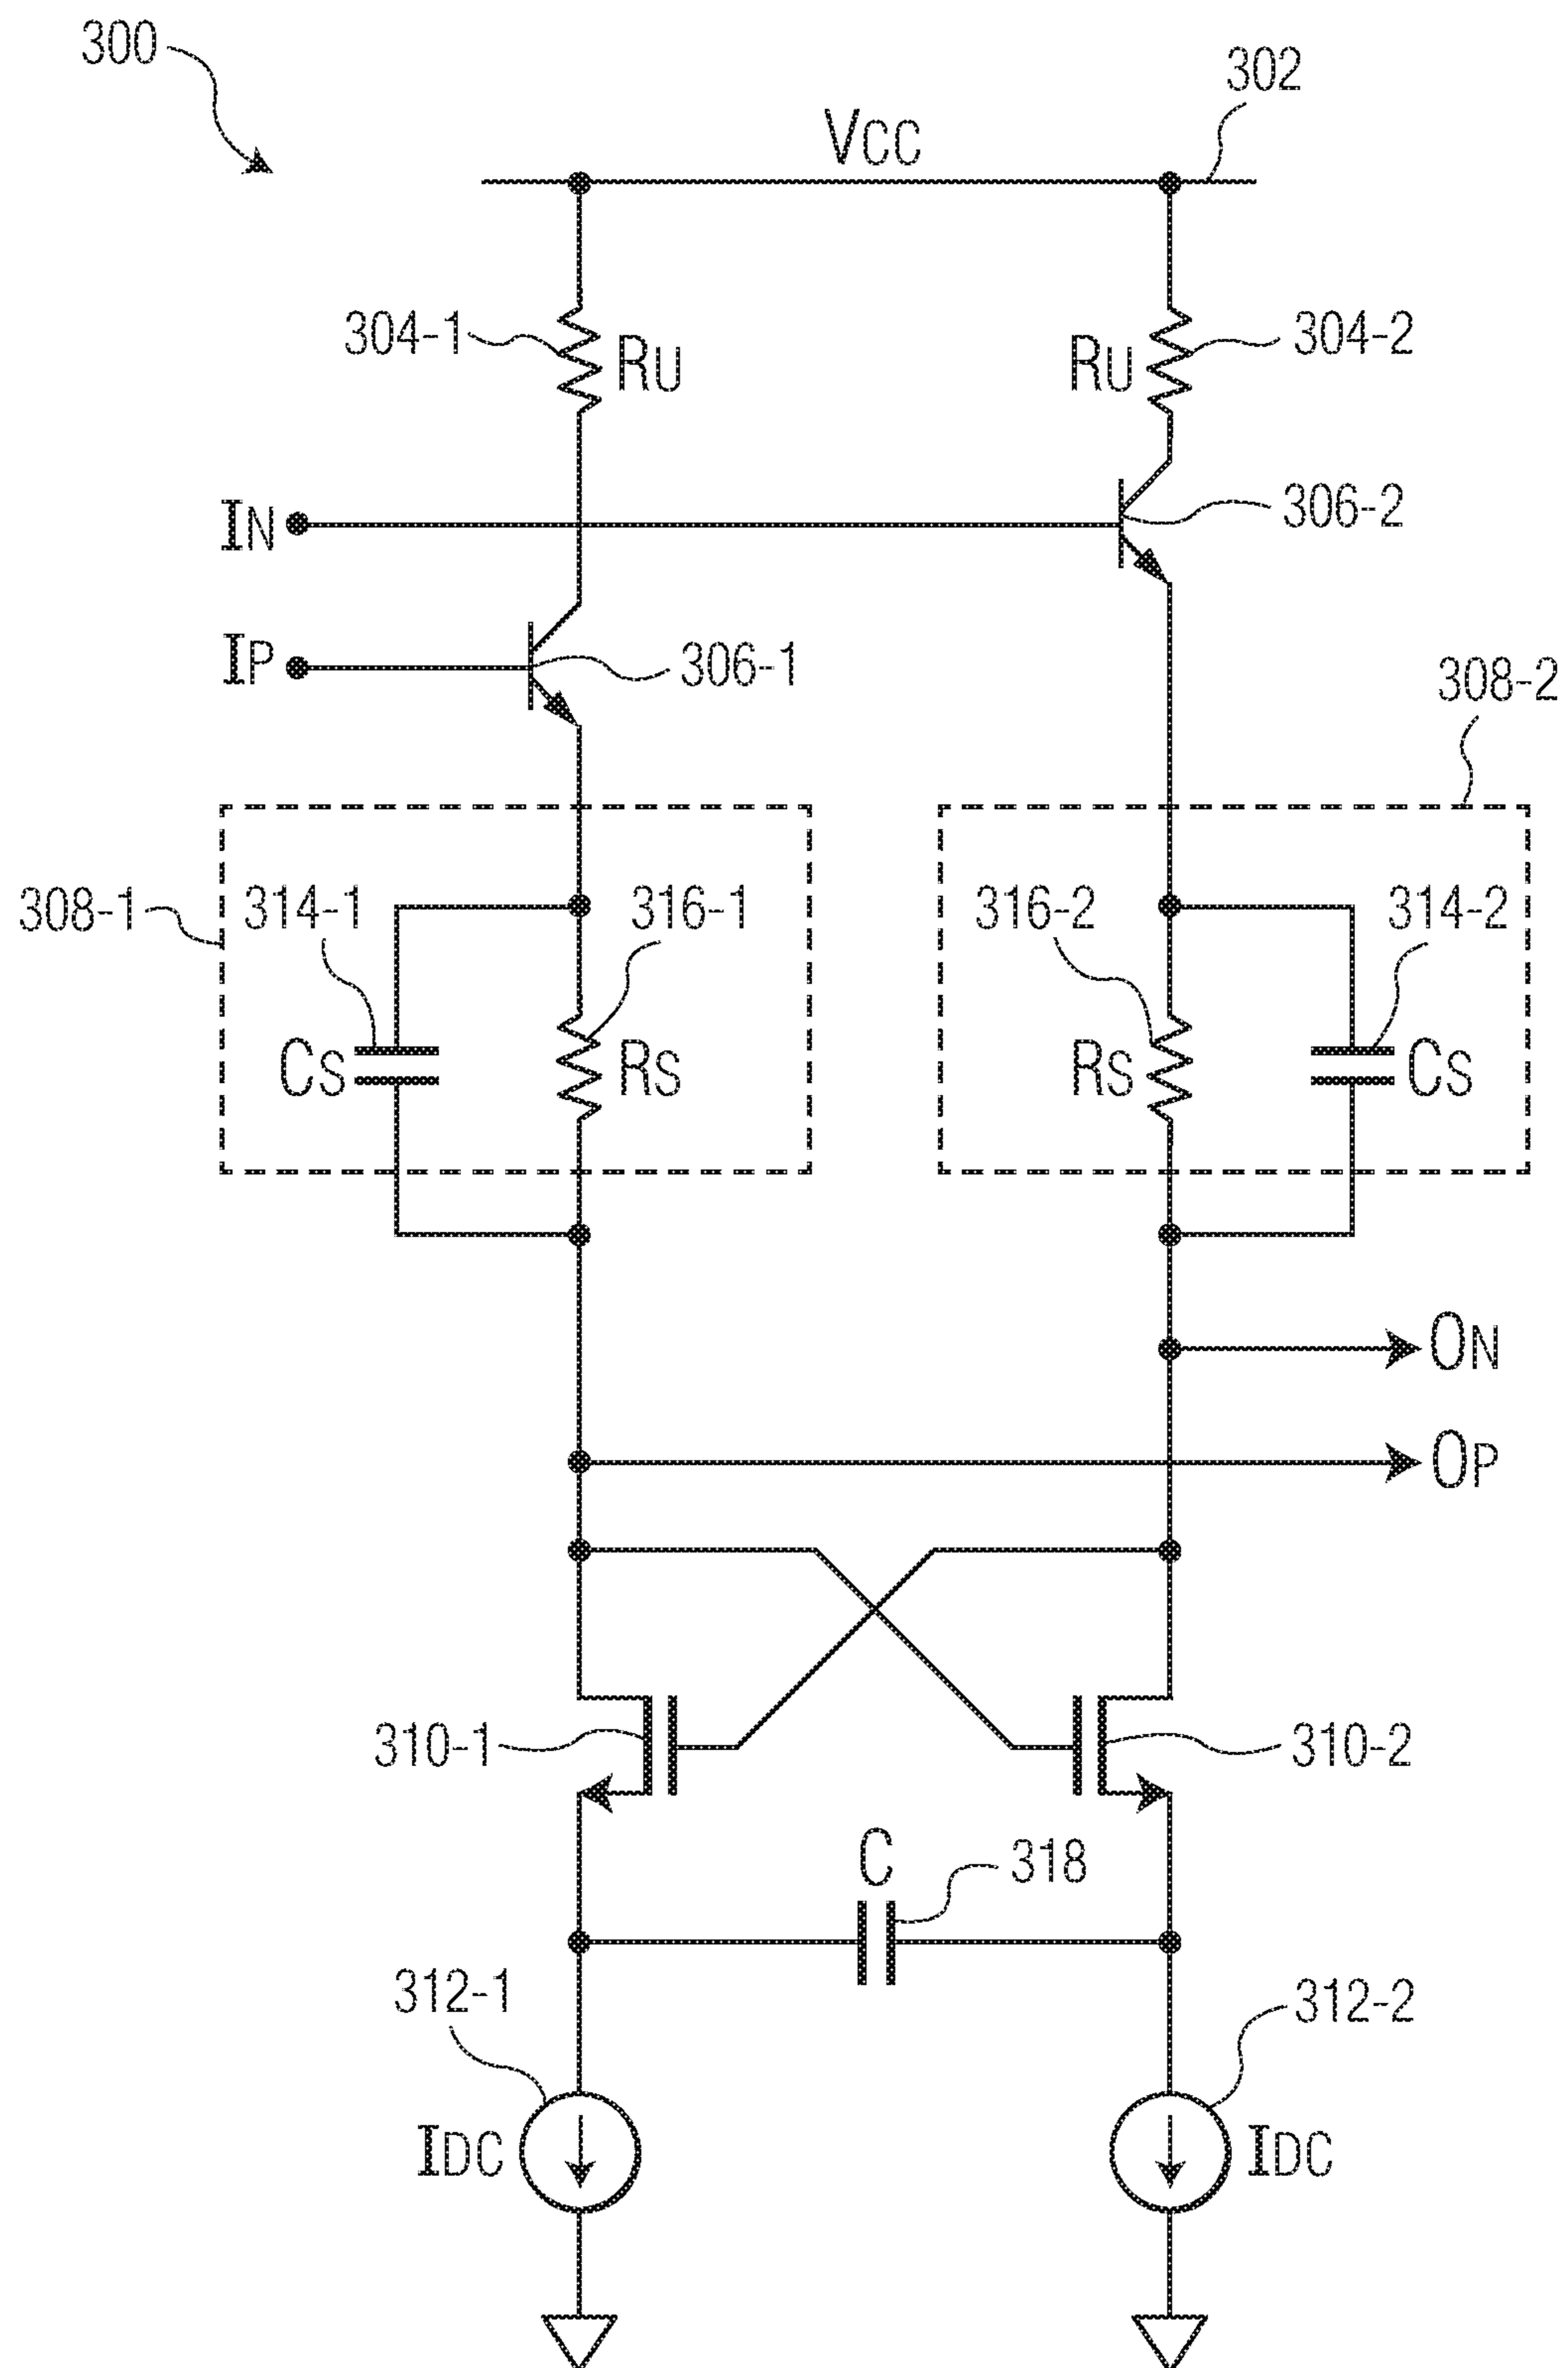 300
302
VCC
304-1
RU
RU
304-2
IN
306-2
IP
306-1
308-2
308-1
314-1
316-1
316-2
314-2
CS
RS
RS
CS
ON
OP
310-1
310-2
C
318
312-1
312-2
IDC
IDC